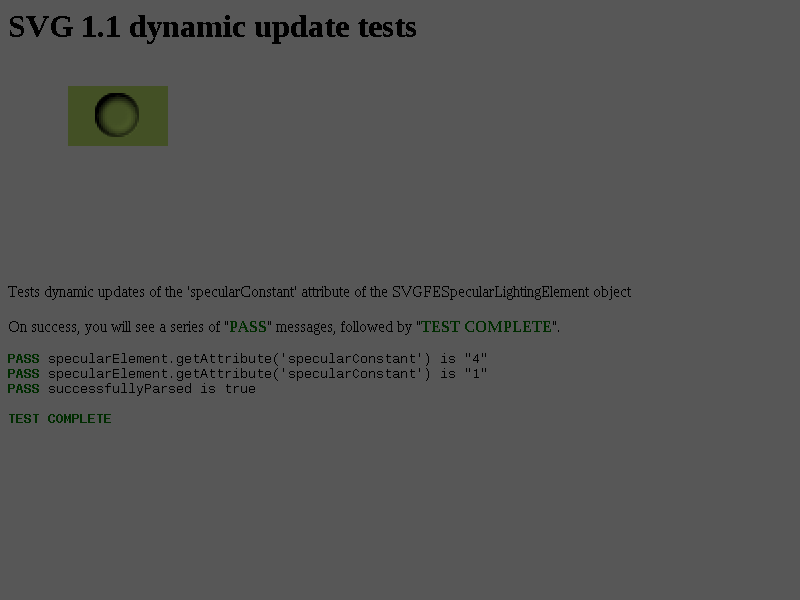 SVG 1.1 dynamic update tests
Tests dynamic updates of the 'specularConstant' attribute of the SVGFESpecularLightingElement object
On success, you will see a series of "PASS" messages, followed by "TEST COMPLETE".
PASS specularElement.getAttribute('specularConstant') is "4"
PASS specularElement.getAttribute('specularConstant') is "1"
PASS successfullyParsed is true
TEST COMPLETE